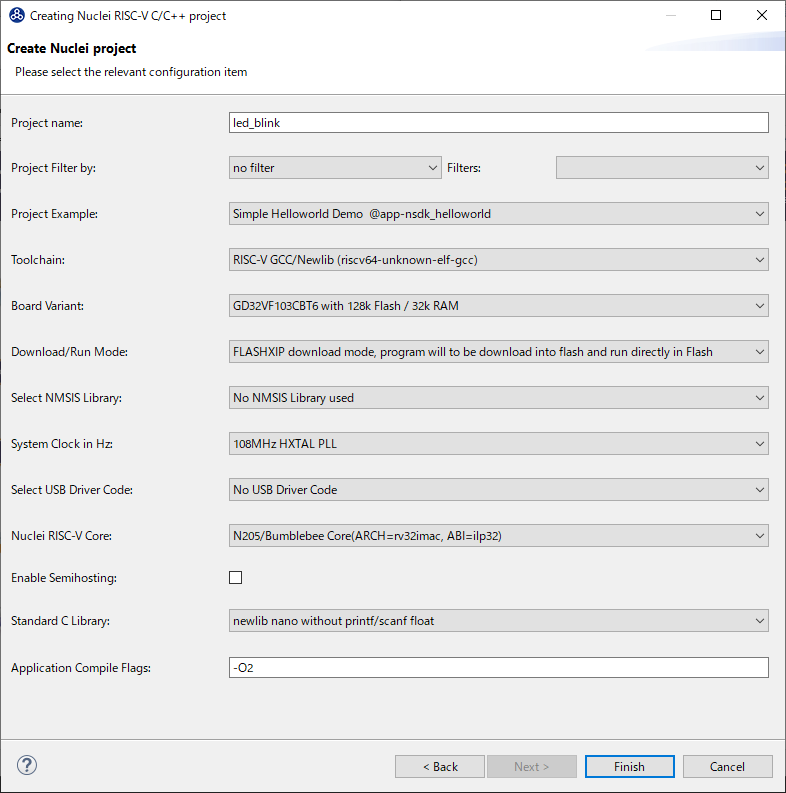 Creating Nuclei RISC-V C/C++ project
Create Nuclei project
Please select the relevant configuration item
Project name: led_blink
Project Filter by: no filter Filters:
Project Example: Simple Helloworld Demo @app-nsdk_helloworld
Toolchain: RISC-V GCC/Newlib (riscv64-unknown-elf-gcc)
Board Variant: GD32VF103CBT6 with 128k Flash / 32k RAM
Download/Run Mode: FLASHXIP download mode, program will to be download into flash and run directly in Flash
Select NMSIS Library: No NMSIS Library used
System Clock in Hz: 108MHz HXTAL PLL
Select USB Driver Code: No USB Driver Code
Nuclei RISC-V Core: N205/Bumblebee Core(ARCH=rv32imac, ABI=ilp32)
Enable Semihosting:
Standard C Library: newlib nano without printf/scanf float
Application Compile Flags: -O2
? < Back Next > Finish Cancel